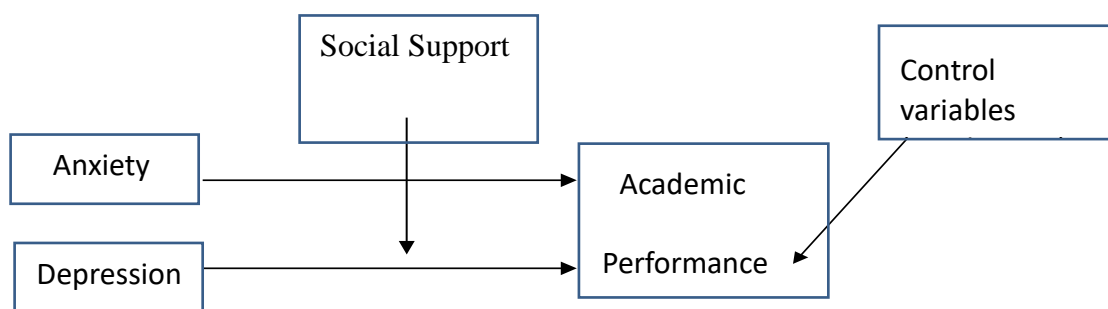 Social Support
Control
variables
Anxiety
Academic
Performance
Depression